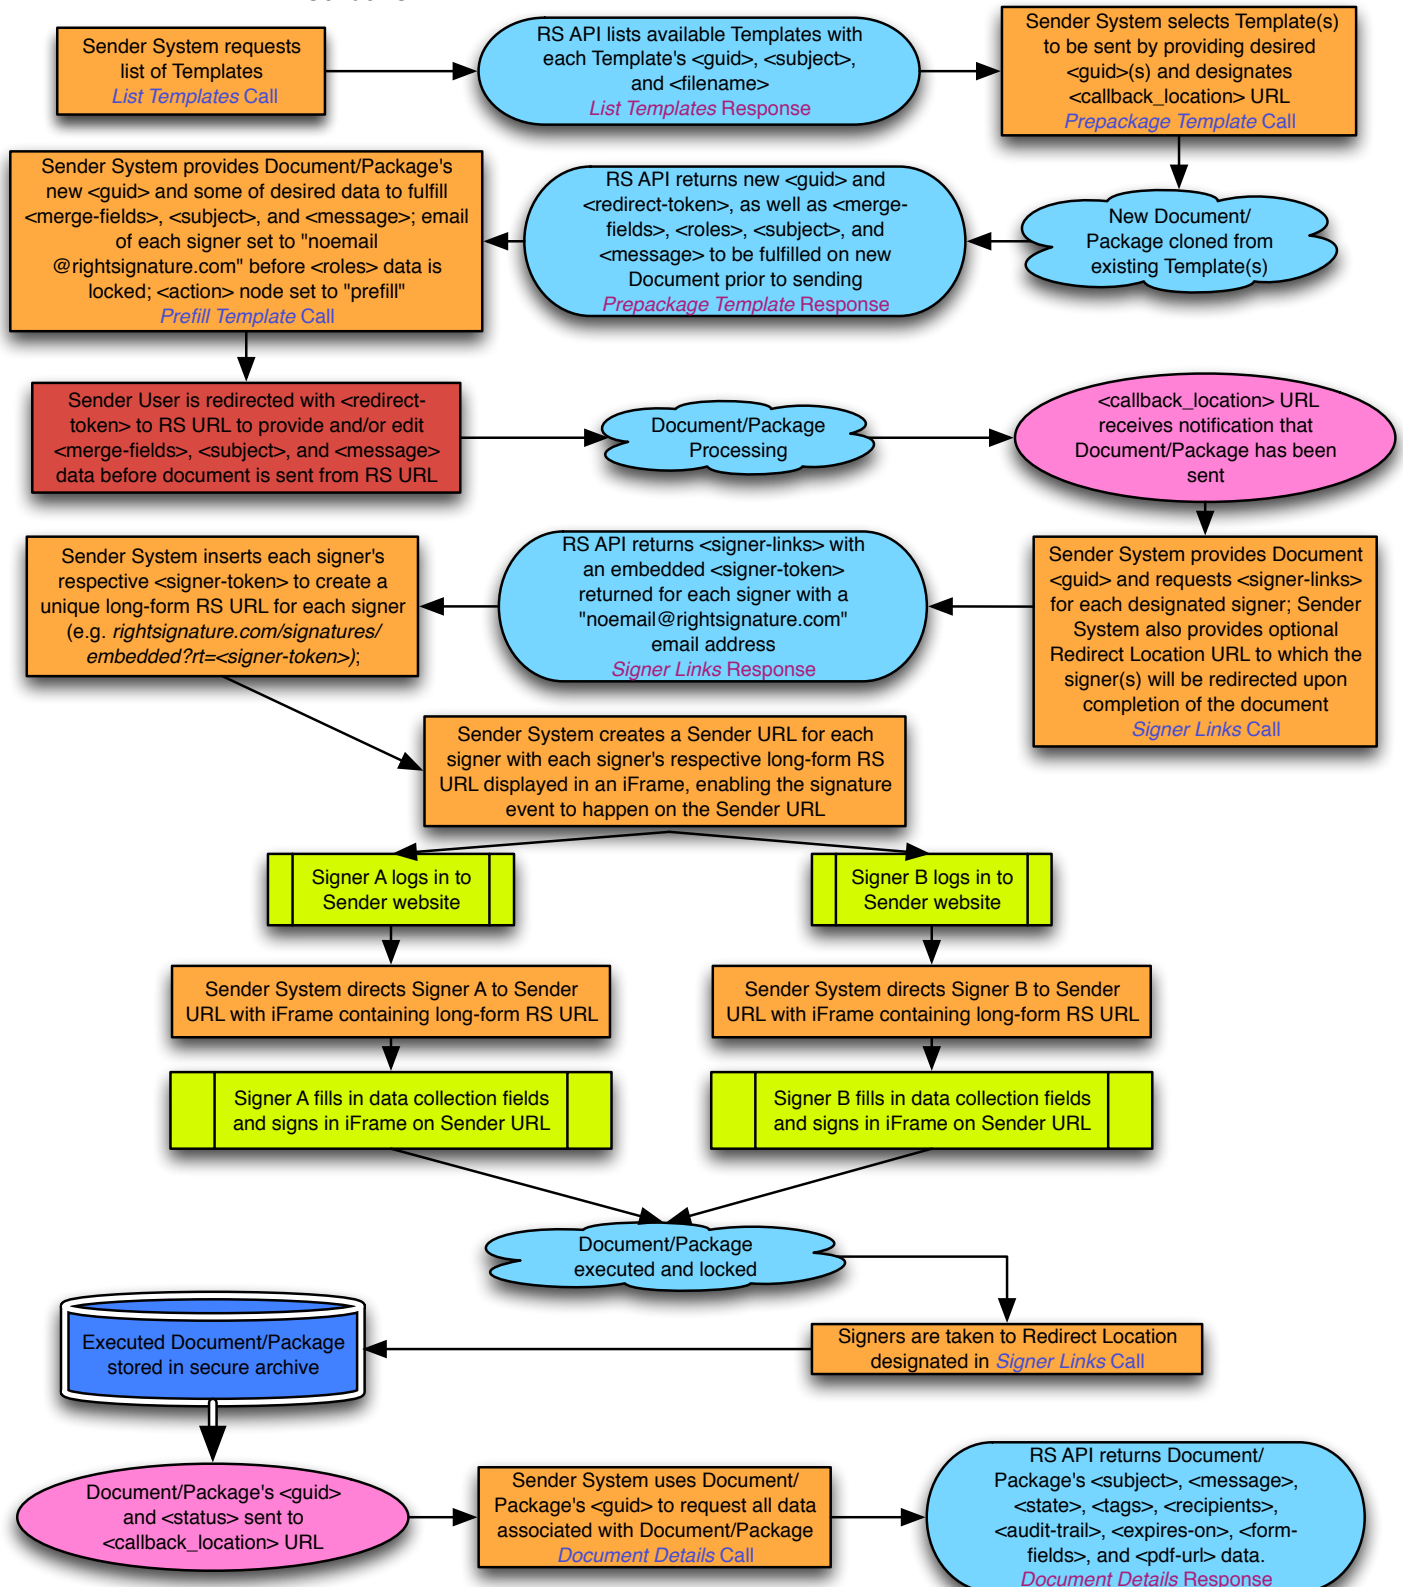 Sender System requests
list of Templates
List Templates Call
RS API lists available Templates with
each Template's <guid>, <subject>,
and <filename>
List Templates Response
Sender System selects Template(s)
to be sent by providing desired
<guid>(s) and designates
<callback_location> URL
Prepackage Template Call
New Document/
Package cloned from
existing Template(s)
RS API returns new <guid> and
<redirect-token>, as well as <merge-
fields>, <roles>, <subject>, and
<message> to be fulfilled on new
Document prior to sending
Prepackage Template Response
Sender System provides Document/Package's
new <guid> and some of desired data to fulfill
<merge-fields>, <subject>, and <message>; email
of each signer set to "noemail
@rightsignature.com" before <roles> data is
locked; <action> node set to "prefill"
Prefill Template Call
Sender User is redirected with <redirect-
token> to RS URL to provide and/or edit
<merge-fields>, <subject>, and <message>
data before document is sent from RS URL
Document/Package
Processing
<callback_location> URL
receives notification that
Document/Package has been
sent
Sender System provides Document
<guid> and requests <signer-links>
for each designated signer; Sender
System also provides optional
Redirect Location URL to which the
signer(s) will be redirected upon
completion of the document
Signer Links Call
RS API returns <signer-links> with
an embedded <signer-token>
returned for each signer with a
"noemail@rightsignature.com"
email address
Signer Links Response
Sender System inserts each signer's
respective <signer-token> to create a
unique long-form RS URL for each signer
(e.g. rightsignature.com/signatures/
embedded?rt=<signer-token>);
Sender System creates a Sender URL for each
signer with each signer's respective long-form RS
URL displayed in an iFrame, enabling the signature
event to happen on the Sender URL
Signer A logs in to
Sender website
Signer B logs in to
Sender website
Sender System directs Signer A to Sender
URL with iFrame containing long-form RS URL
Sender System directs Signer B to Sender
URL with iFrame containing long-form RS URL
Signer A fills in data collection fields
and signs in iFrame on Sender URL
Signer B fills in data collection fields
and signs in iFrame on Sender URL
Document/Package
executed and locked
Signers are taken to Redirect Location
designated in Signer Links Call
Executed Document/Package
stored in secure archive
Document/Package's <guid>
and <status> sent to
<callback_location> URL
Sender System uses Document/
Package's <guid> to request all data
associated with Document/Package
Document Details Call
RS API returns Document/
Package's <subject>, <message>,
<state>, <tags>, <recipients>,
<audit-trail>, <expires-on>, <form-
fields>, and <pdf-url> data.
Document Details Response